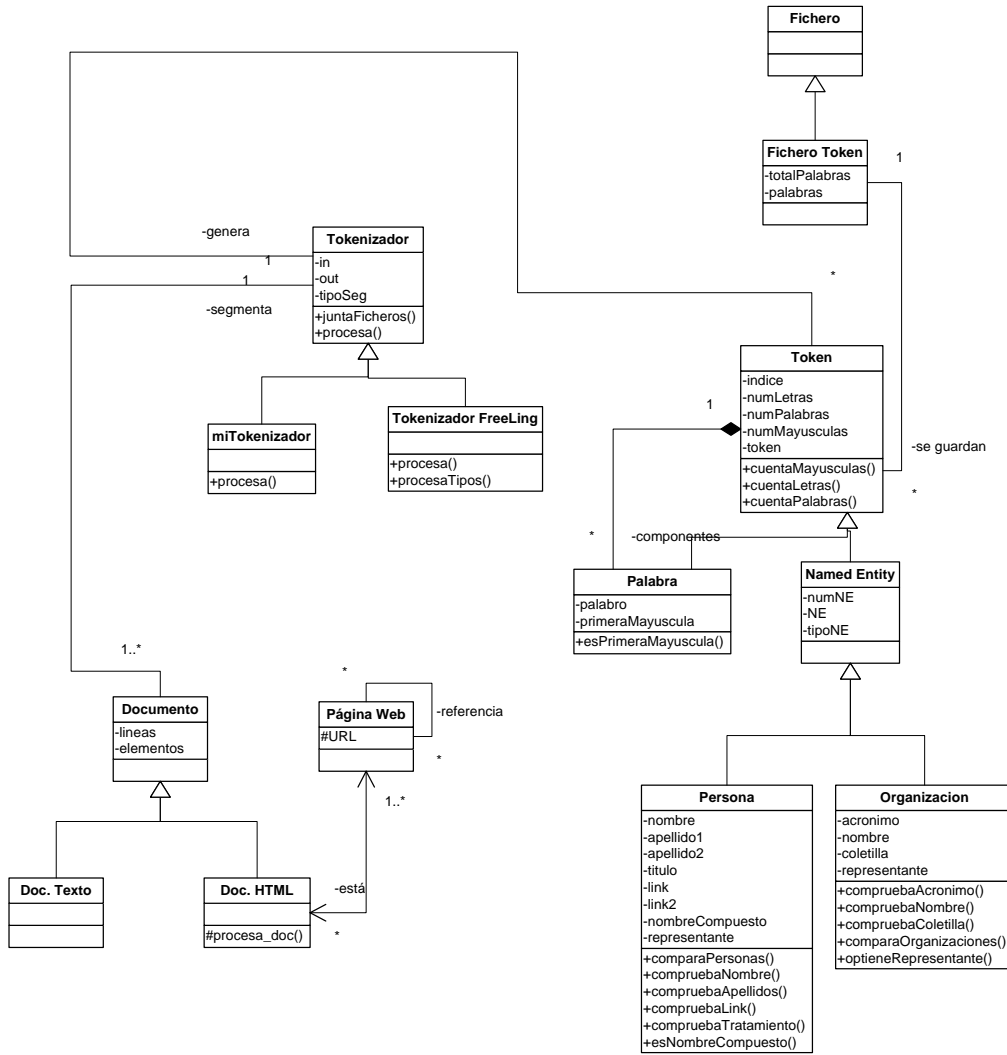 Fichero
Fichero Token
-totalPalabras
-palabras
1
-genera
1
Tokenizador
-in
-out
-tipoSeg
+juntaFicheros()
+procesa()
1
-segmenta
*
Token
-indice
-numLetras
-numPalabras
-numMayusculas
-token
+cuentaMayusculas()
+cuentaLetras()
+cuentaPalabras()
1
-se guardan
*
miTokenizador
+procesa()
Tokenizador FreeLing
+procesa()
+procesaTipos()
*
-componentes
Palabra
-palabro
-primeraMayuscula
+esPrimeraMayuscula()
Named Entity
-numNE
-NE
-tipoNE
1..*
Documento
-lineas
-elementos
*
Página Web
#URL
-referencia
*
1..*
Doc. Texto
Doc. HTML
#procesa_doc()
-está
*
Persona
-nombre
-apellido1
-apellido2
-titulo
-link
-link2
-nombreCompuesto
-representante
+comparaPersonas()
+compruebaNombre()
+compruebaApellidos()
+compruebaLink()
+compruebaTratamiento()
+esNombreCompuesto()
Organizacion
-acronimo
-nombre
-coletilla
-representante
+compruebaAcronimo()
+compruebaNombre()
+compruebaColetilla()
+comparaOrganizaciones()
+optieneRepresentante()